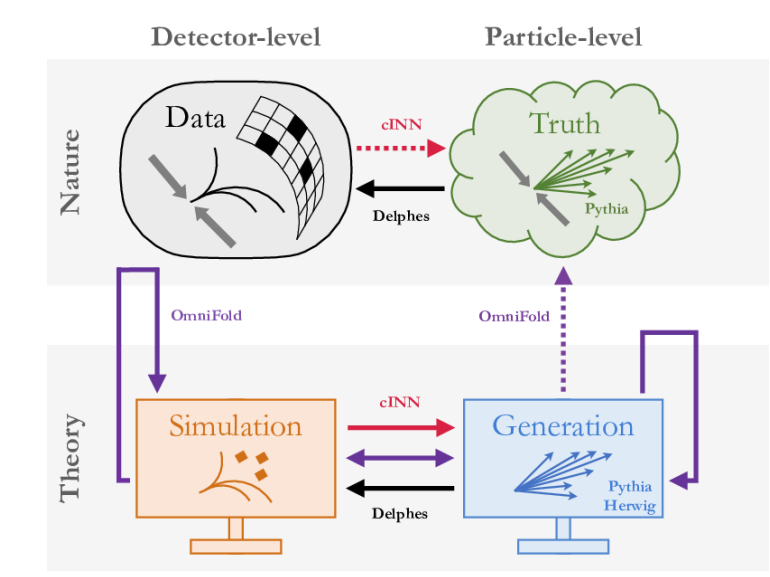 Detector-level
Particle-level
Nature
Data
cINN
Truth
Delphes
Pythia
OmniFold
OmniFold
Theory
Simulation
cINN
Generation
Delphes
Pythia
Herwig